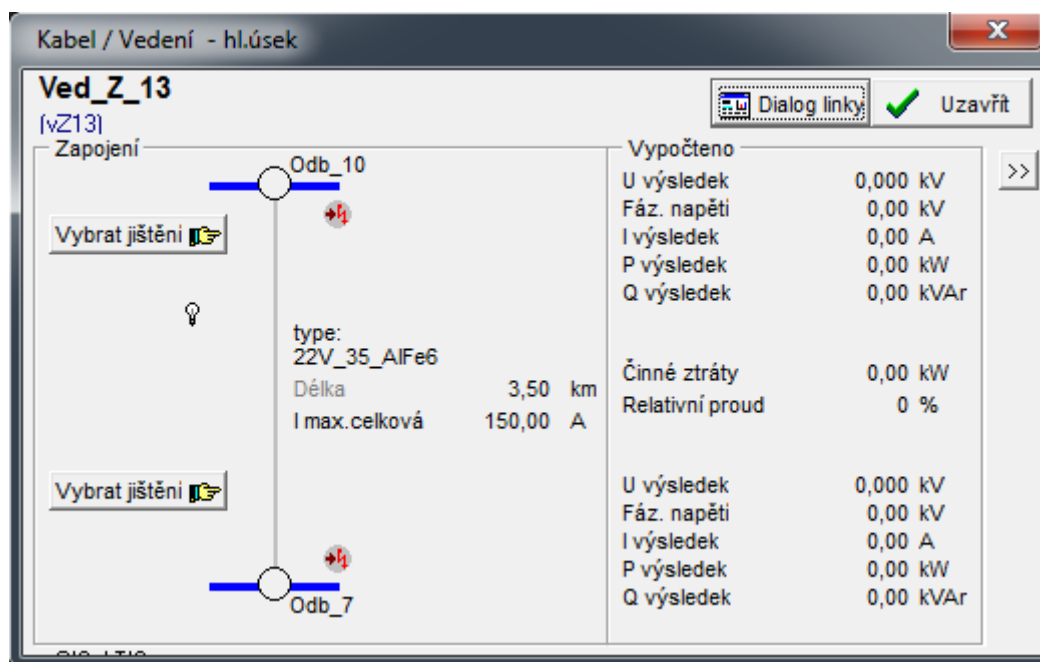 Kabel / Vedení - hl.úsek
Ved_Z_13
Dialog linky
Uzavřít
(vZ13)
Zapojení
Odb_10
Vybrat jištění
type:
22V_35_AlFe6
Délka 3,50 km
I max.celková 150,00 A
Vybrat jištění
Odb_7
Vypočteno
>>
U výsledek 0,000 kV
Fáz. napěti 0,00 kV
I výsledek 0,00 A
P výsledek 0,00 kW
Q výsledek 0,00 kVAr
Činné ztráty 0,00 kW
Relativní proud 0 %
U výsledek 0,000 kV
Fáz. napěti 0,00 kV
I výsledek 0,00 A
P výsledek 0,00 kW
Q výsledek 0,00 kVAr